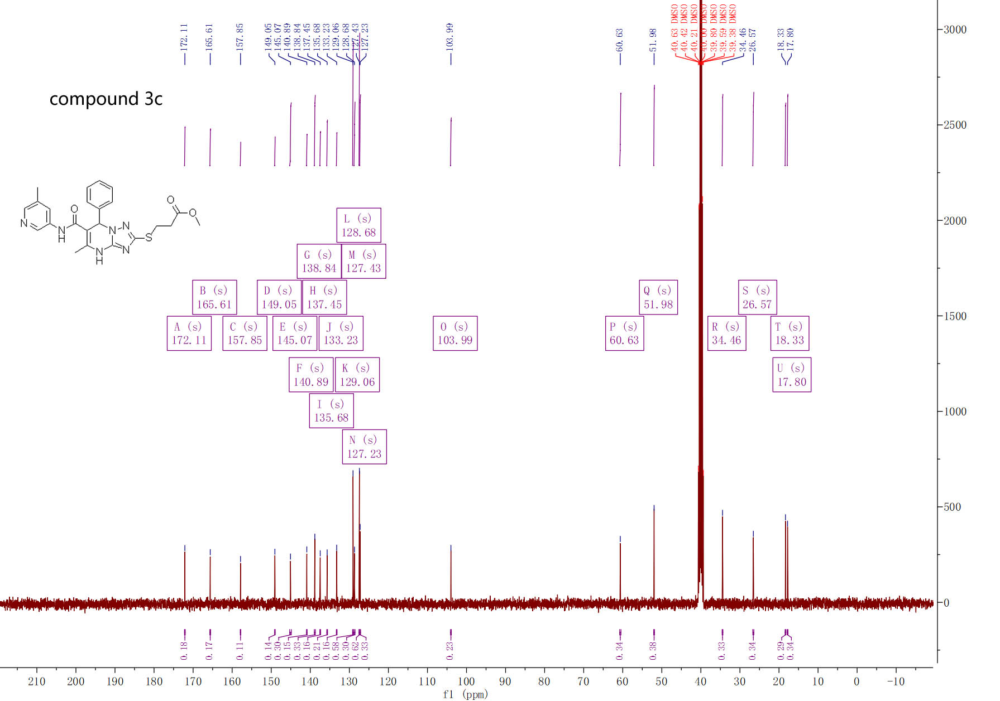 172.11
165.61
157.85
149.05
145.07
140.89
138.84
137.45
135.68
133.23
129.06
128.68
127.43
127.23
103.99
60.63
51.98
40.63 DMSO
40.42 DMSO
40.21 DMSO
40.00 DMSO
39.80 DMSO
39.59 DMSO
39.38 DMSO
34.46
26.57
18.33
17.80
compound 3c
N
N
H
O
N
H
N
N
N
S
O
O
L (s)
128.68
G (s)
138.84
M (s)
127.43
B (s)
165.61
D (s)
149.05
H (s)
137.45
Q (s)
51.98
S (s)
26.57
A (s)
172.11
C (s)
157.85
E (s)
145.07
J (s)
133.23
O (s)
103.99
P (s)
60.63
R (s)
34.46
T (s)
18.33
F (s)
140.89
K (s)
129.06
U (s)
17.80
I (s)
135.68
N (s)
127.23
3000
2500
2000
1500
1000
500
0
0.18
0.17
0.11
0.14
0.30
0.15
0.33
0.16
0.21
0.16
0.58
0.30
0.62
0.33
0.23
0.34
0.38
0.33
0.34
0.29
0.34
210 200 190 180 170 160 150 140 130 120 110 100 90 80 70 60 50 40 30 20 10 0 -10
f1 (ppm)